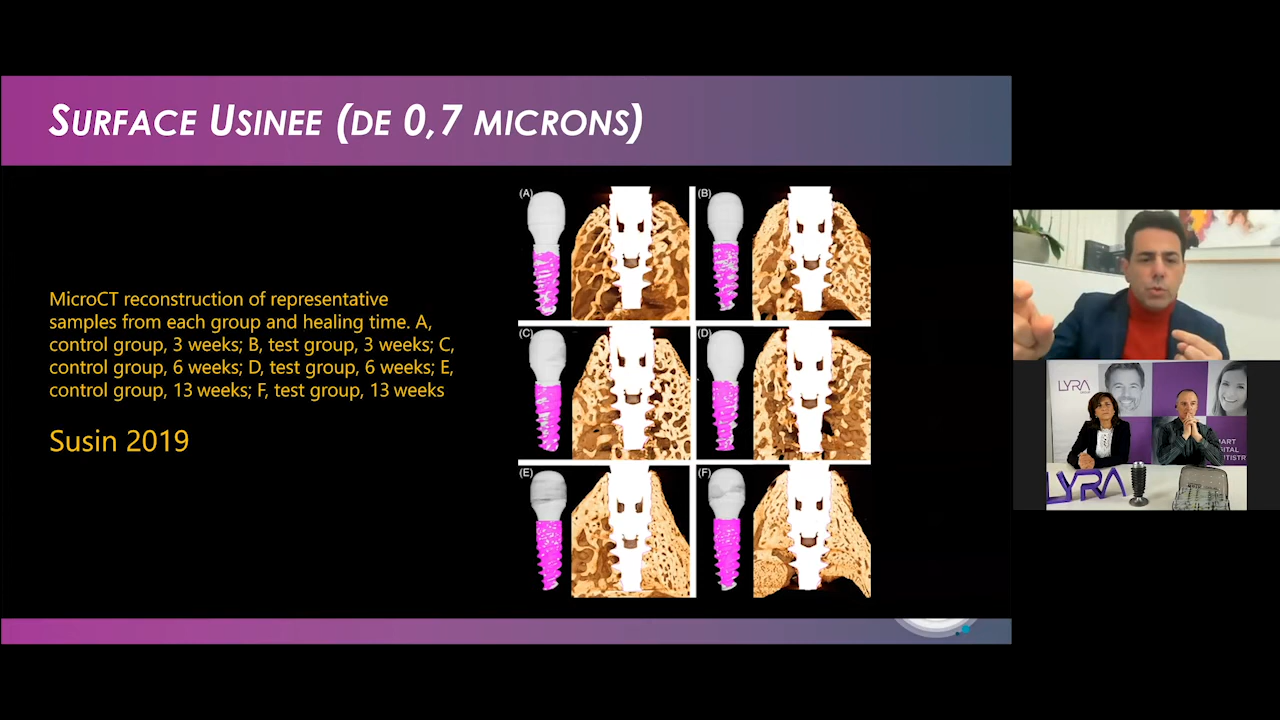 SURFACE USINEE (DE 0,7 MICRONS)
MicroCT reconstruction of representative
samples from each group and healing time. A,
control group, 3 weeks; B, test group, 3 weeks; C,
control group, 6 weeks; D, test group, 6 weeks; E,
control group, 13 weeks; F, test group, 13 weeks
Susin 2019
(A)
(B)
(C)
(D)
(E)
(F)
LYRA
LYRA